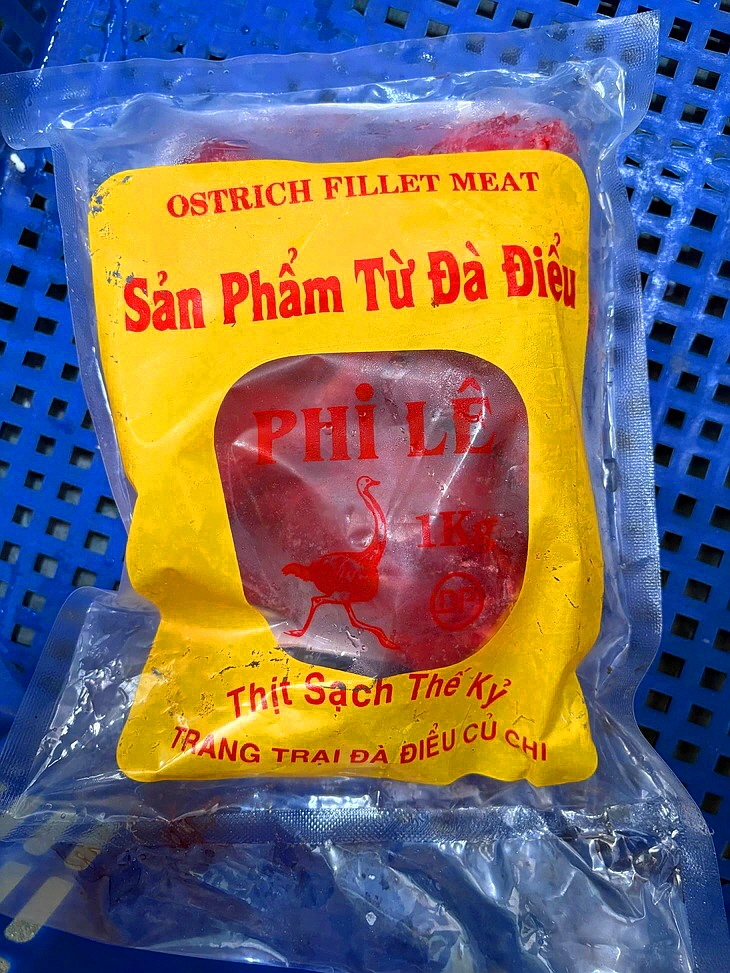 OSTRICH FILLET MEAT
Sản Phẩm Từ Đà Điểu
PHi LÊ
1Kg
Thịt Sạch Thế Kỷ
TRANG TRẠI ĐÀ ĐIỂU CỦ CHI